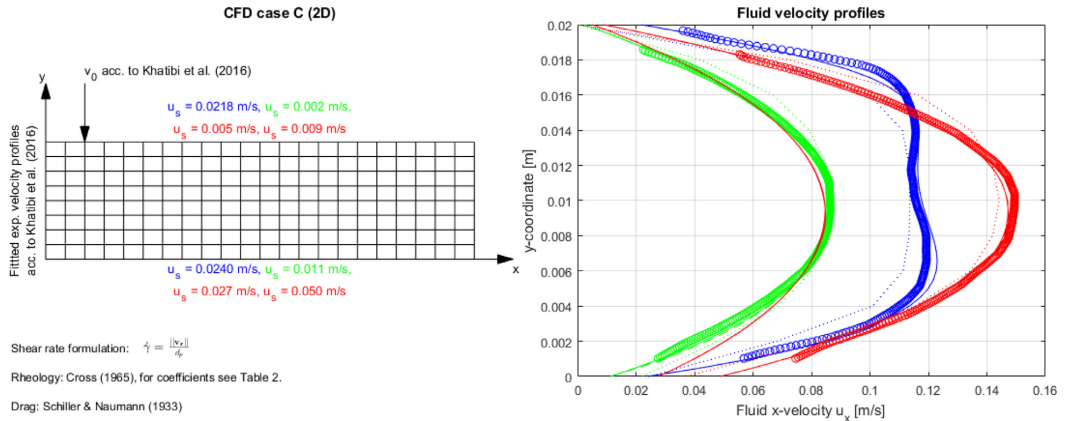 CFD case C (2D)
y
v0 acc. to Khatibi et al. (2016)
us = 0.0218 m/s, us = 0.002 m/s,
us = 0.005 m/s, us = 0.009 m/s
Fittted exp. velocity profiles
acc. to Khatibi et al. (2016)
x
us = 0.0240 m/s, us = 0.011 m/s,
us = 0.027 m/s, us = 0.050 m/s
Shear rate formulation: γ̇ = ||vr|| / dp
Rheology: Cross (1965), for coefficients see Table 2.
Drag: Schiller & Naumann (1933)
Fluid velocity profiles
y-coordinate [m]
0.02
0.018
0.016
0.014
0.012
0.01
0.008
0.006
0.004
0.002
0
0 0.02 0.04 0.06 0.08 0.1 0.12 0.14 0.16
Fluid x-velocity ux [m/s]